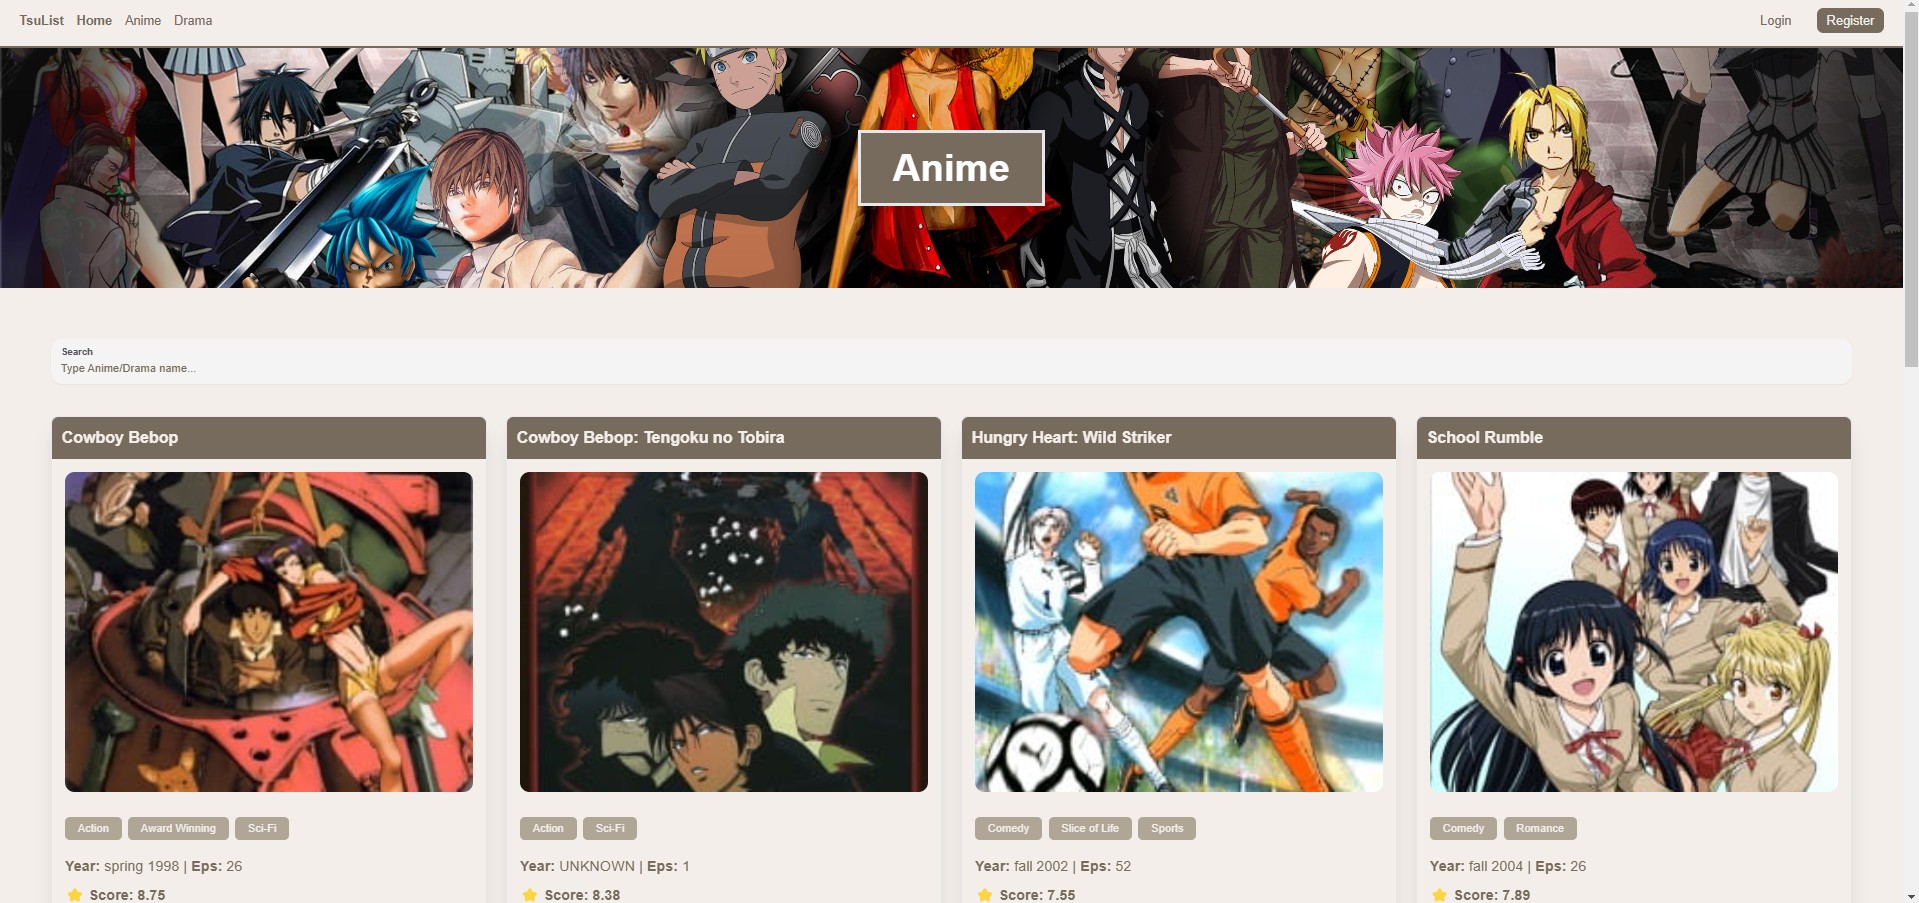 TsuList Home Anime Drama Login Register
Anime
Search
Type Anime/Drama name...
Cowboy Bebop
Cowboy Bebop: Tengoku no Tobira
Hungry Heart: Wild Striker
School Rumble
Action Award Winning Sci-Fi
Year: spring 1998 | Eps: 26
Score: 8.75
Action Sci-Fi
Year: UNKNOWN | Eps: 1
Score: 8.38
Comedy Slice of Life Sports
Year: fall 2002 | Eps: 52
Score: 7.55
Comedy Romance
Year: fall 2004 | Eps: 26
Score: 7.89